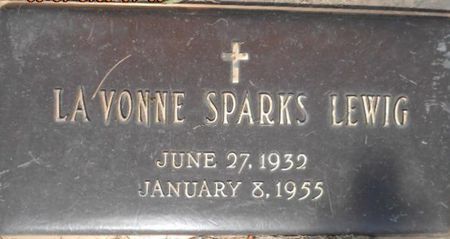 LA VONNE SPARKS LEWIG
JUNE 27, 1932
JANUARY 8, 1955